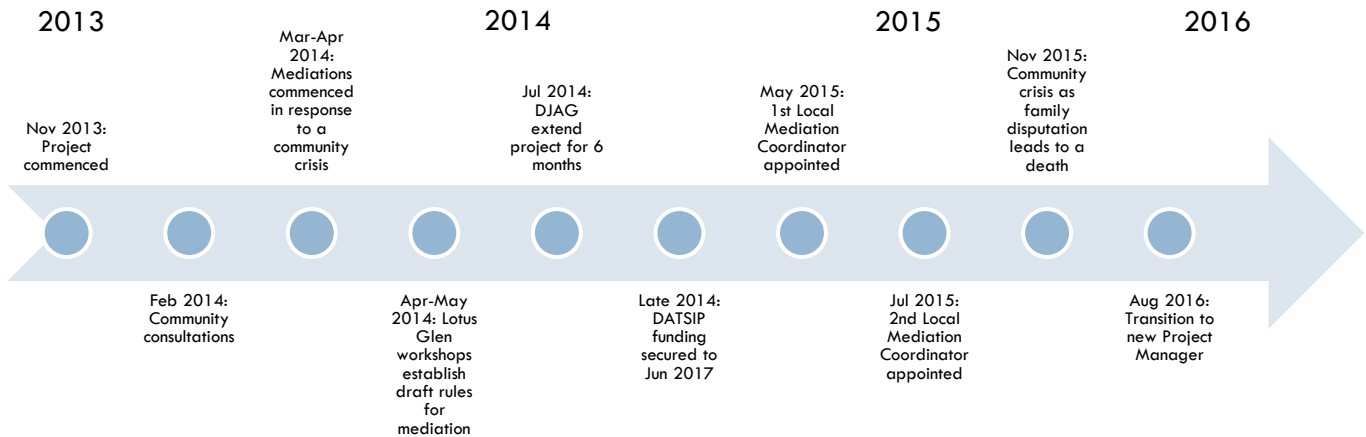 2013
2014
2015
2016
Nov 2013:
Project
commenced
Mar-Apr
2014:
Mediations
commenced
in response
to a
community
crisis
Jul 2014:
DJAG
extend
project for 6
months
May 2015:
1st Local
Mediation
Coordinator
appointed
Nov 2015:
Community
crisis as
family
disputation
leads to a
death
Feb 2014:
Community
consultations
Apr-May
2014: Lotus
Glen
workshops
establish
draft rules
for
mediation
Late 2014:
DATSIP
funding
secured to
Jun 2017
Jul 2015:
2nd Local
Mediation
Coordinator
appointed
Aug 2016:
Transition to
new Project
Manager